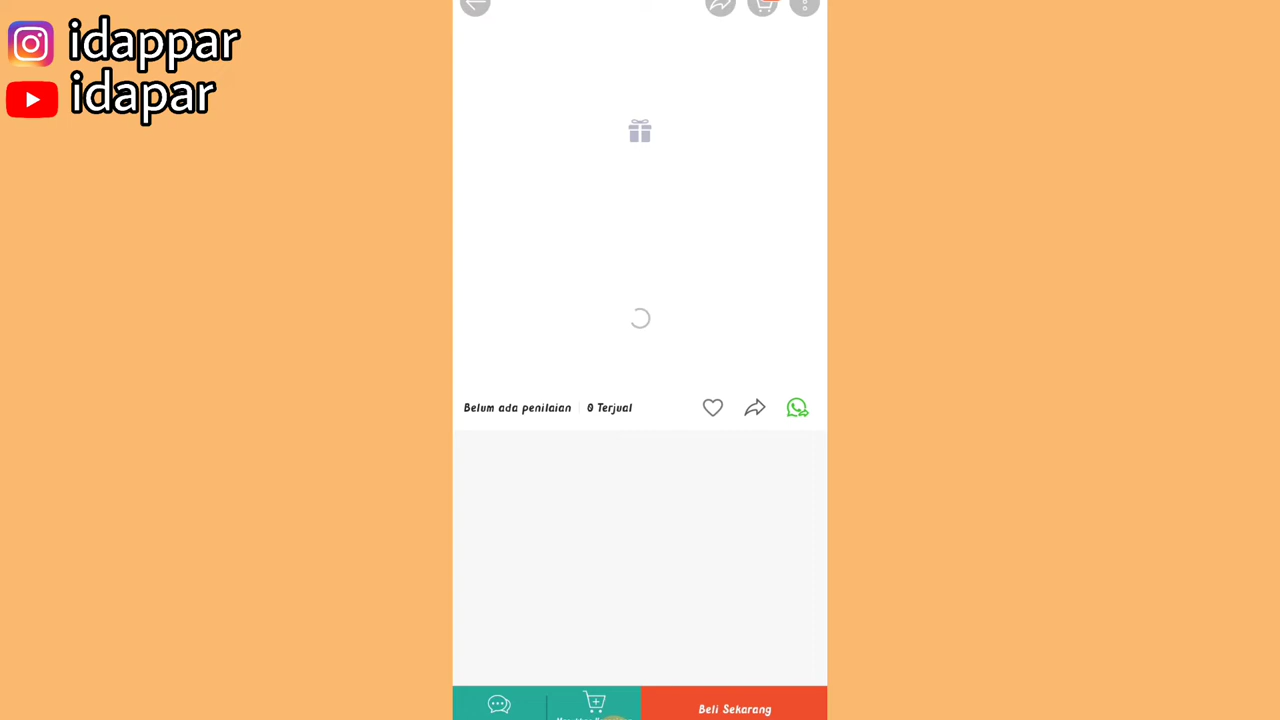 idappar
idapar
Belum ada penilaian
0 Terjual
Beli Sekarang